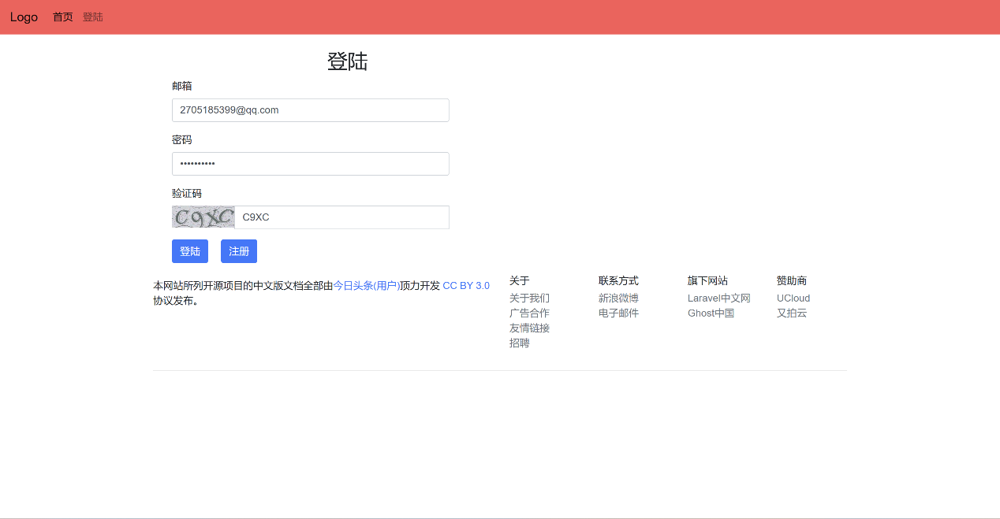 Logo 首页 登陆
登陆
邮箱
2705185399@qq.com
密码
••••••••••
验证码
C9XC C9XC
登陆 注册
本网站所列开源项目的中文版文档全部由今日头条(用户)顶力开发 CC BY 3.0
协议发布。
关于
关于我们
广告合作
友情链接
招聘
联系方式
新浪微博
电子邮件
旗下网站
Laravel中文网
Ghost中国
赞助商
UCloud
又拍云